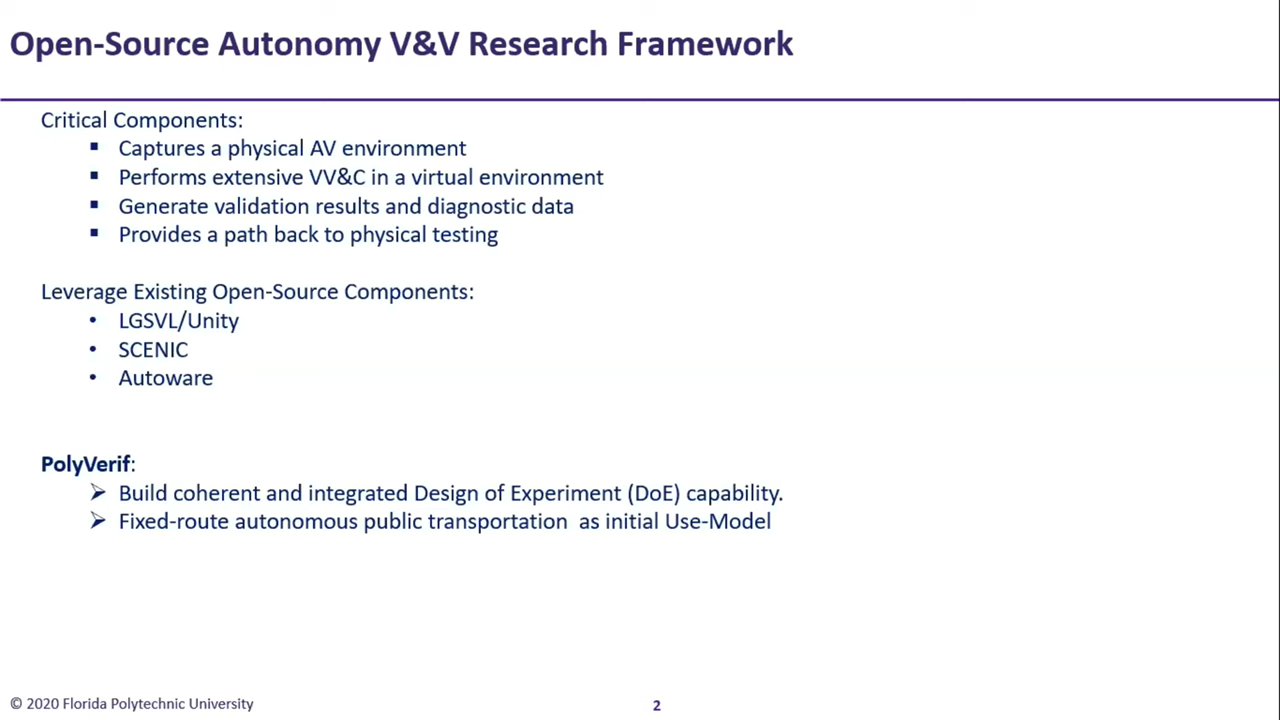 Open-Source Autonomy V&V Research Framework
Critical Components:
▪ Captures a physical AV environment
▪ Performs extensive VV&C in a virtual environment
▪ Generate validation results and diagnostic data
▪ Provides a path back to physical testing
Leverage Existing Open-Source Components:
• LGSVL/Unity
• SCENIC
• Autoware
PolyVerif:
➢ Build coherent and integrated Design of Experiment (DoE) capability.
➢ Fixed-route autonomous public transportation  as initial Use-Model
© 2020 Florida Polytechnic University
2